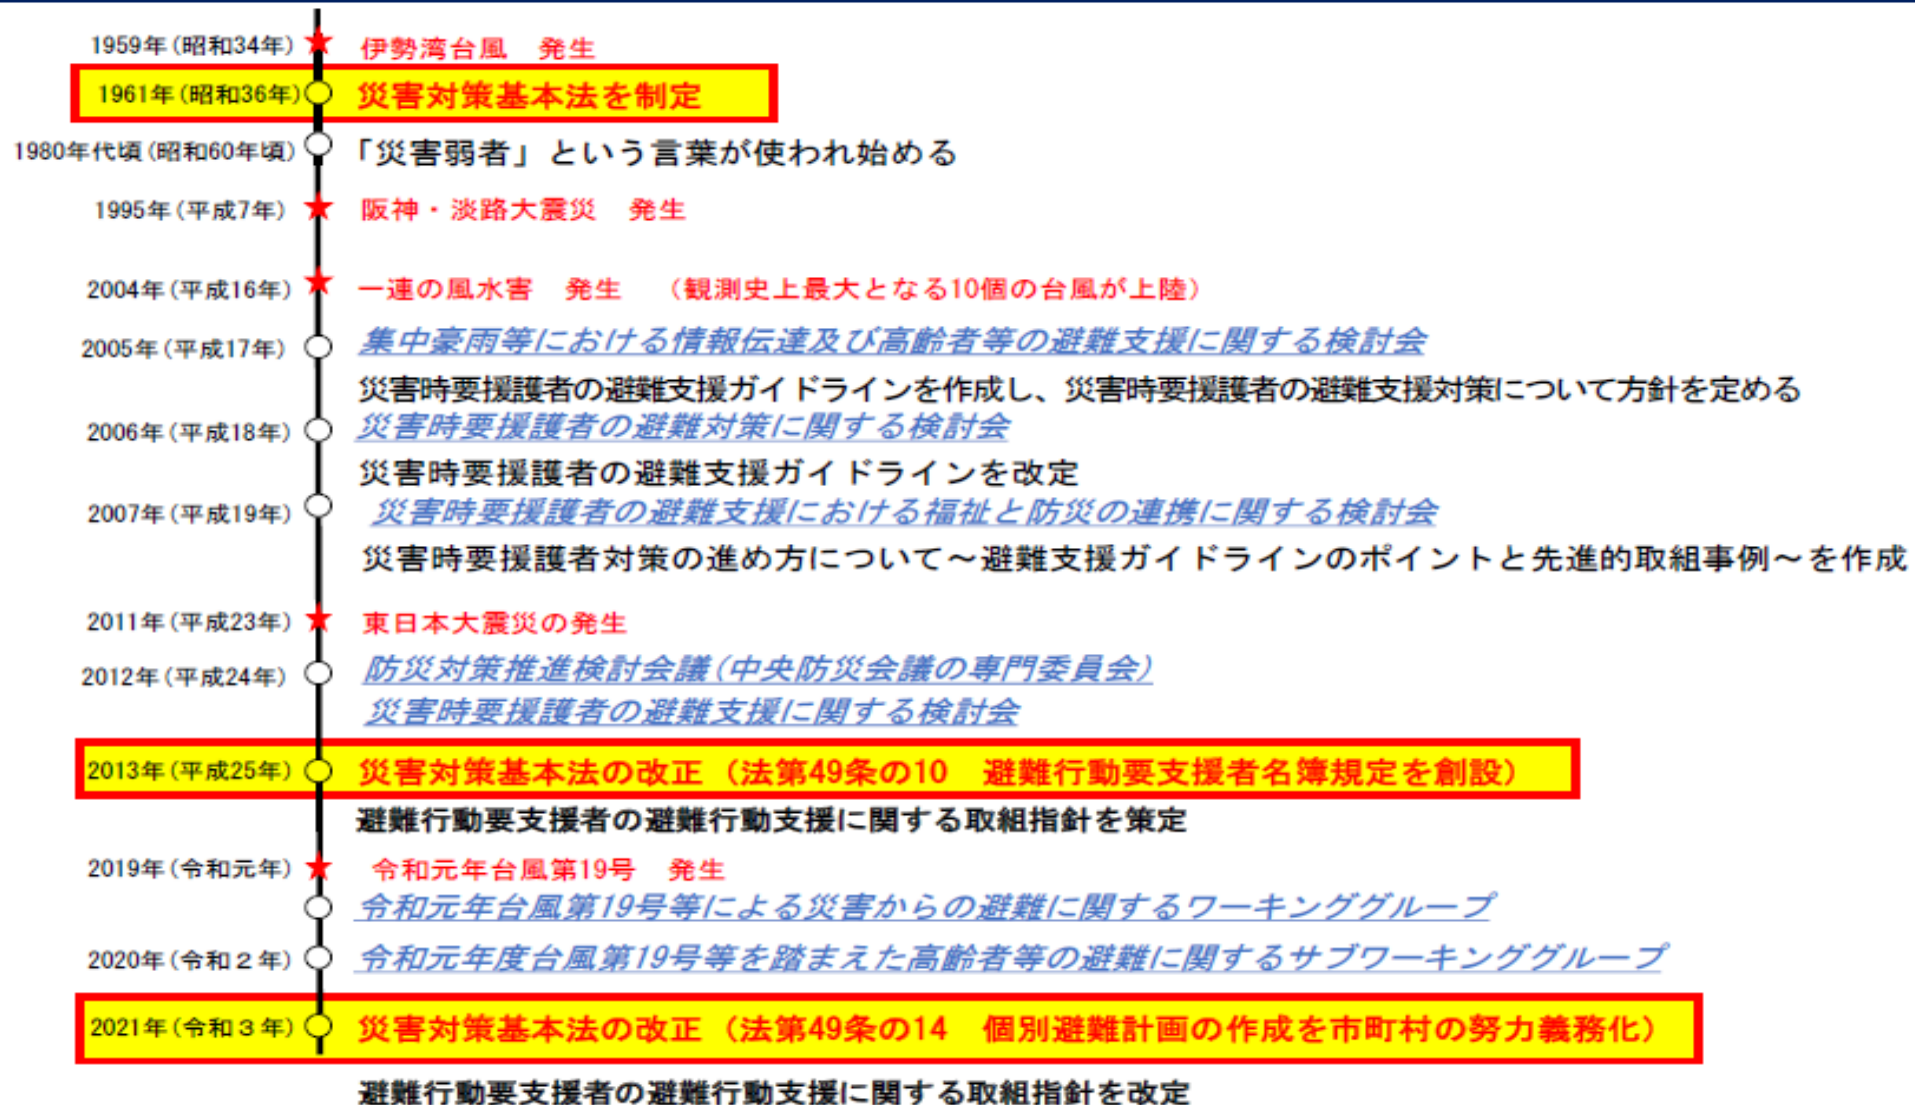 1959年(昭和34年) 伊勢湾台風　発生
1961年(昭和36年) 災害対策基本法を制定
1980年代頃(昭和60年頃) 「災害弱者」という言葉が使われ始める
1995年(平成7年) 阪神・淡路大震災　発生
2004年(平成16年) 一連の風水害　発生　（観測史上最大となる10個の台風が上陸）
2005年(平成17年) 集中豪雨等における情報伝達及び高齢者等の避難支援に関する検討会
災害時要援護者の避難支援ガイドラインを作成し、災害時要援護者の避難支援対策について方針を定める
2006年(平成18年) 災害時要援護者の避難対策に関する検討会
災害時要援護者の避難支援ガイドラインを改定
2007年(平成19年) 災害時要援護者の避難支援における福祉と防災の連携に関する検討会
災害時要援護者対策の進め方について～避難支援ガイドラインのポイントと先進的取組事例～を作成
2011年(平成23年) 東日本大震災の発生
2012年(平成24年) 防災対策推進検討会議(中央防災会議の専門委員会)
災害時要援護者の避難支援に関する検討会
2013年(平成25年) 災害対策基本法の改正（法第49条の10　避難行動要支援者名簿規定を創設）
避難行動要支援者の避難行動支援に関する取組指針を策定
2019年(令和元年) 令和元年台風第19号　発生
令和元年台風第19号等による災害からの避難に関するワーキンググループ
2020年(令和２年) 令和元年度台風第19号等を踏まえた高齢者等の避難に関するサブワーキンググループ
2021年(令和３年) 災害対策基本法の改正（法第49条の14　個別避難計画の作成を市町村の努力義務化）
避難行動要支援者の避難行動支援に関する取組指針を改定